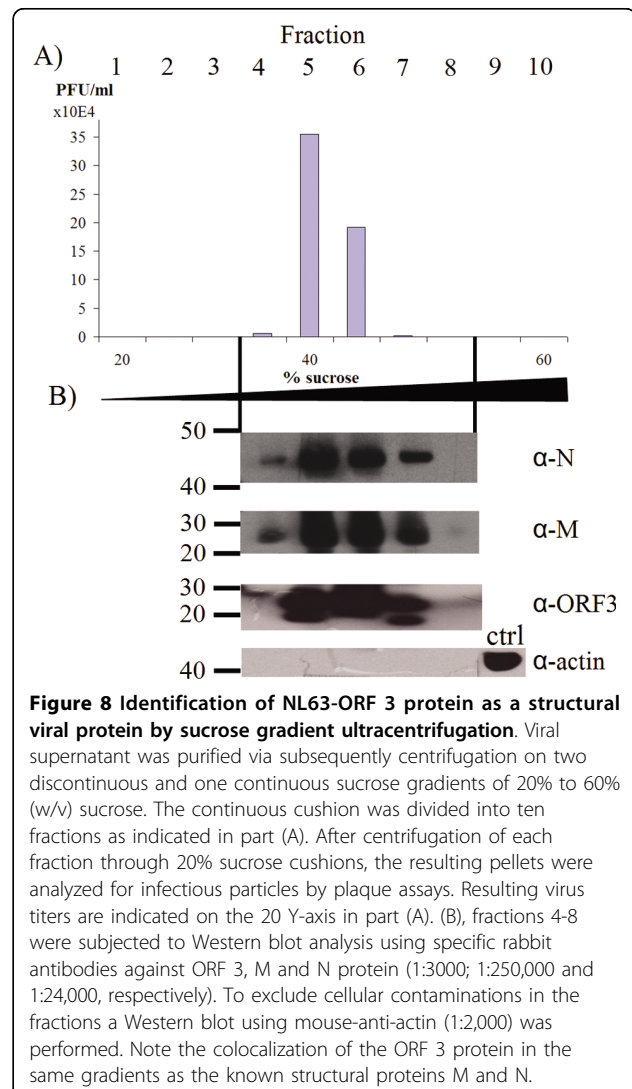 Fraction
A)
1 2 3 4 5 6 7 8 9 10
PFU/ml
x10E4
35
30
25
20
15
10
5
0
20 40 60
% sucrose
B)
50
α-N
40
30
α-M
20
30
α-ORF3
20
ctrl
α-actin
40
Figure 8 Identification of NL63-ORF 3 protein as a structural
viral protein by sucrose gradient ultracentrifugation. Viral
supernatant was purified via subsequently centrifugation on two
discontinuous and one continuous sucrose gradients of 20% to 60%
(w/v) sucrose. The continuous cushion was divided into ten
fractions as indicated in part (A). After centrifugation of each
fraction through 20% sucrose cushions, the resulting pellets were
analyzed for infectious particles by plaque assays. Resulting virus
titers are indicated on the 20 Y-axis in part (A). (B), fractions 4-8
were subjected to Western blot analysis using specific rabbit
antibodies against ORF 3, M and N protein (1:3000; 1:250,000 and
1:24,000, respectively). To exclude cellular contaminations in the
fractions a Western blot using mouse-anti-actin (1:2,000) was
performed. Note the colocalization of the ORF 3 protein in the
same gradients as the known structural proteins M and N.